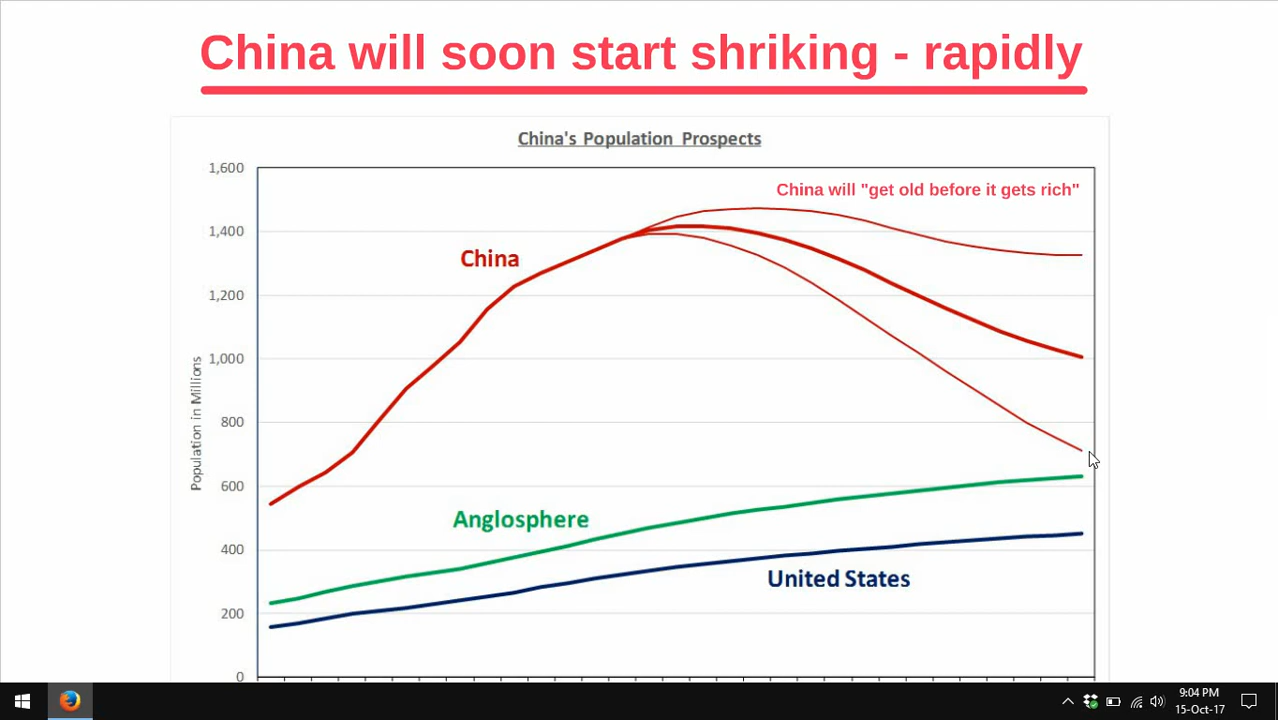 China will soon start shriking - rapidly
China's Population Prospects
1,600
China will "get old before it gets rich"
1,400
China
1,200
1,000
Population in Millions
800
600
Anglosphere
400
United States
200
0
9:04 PM
15-Oct-17